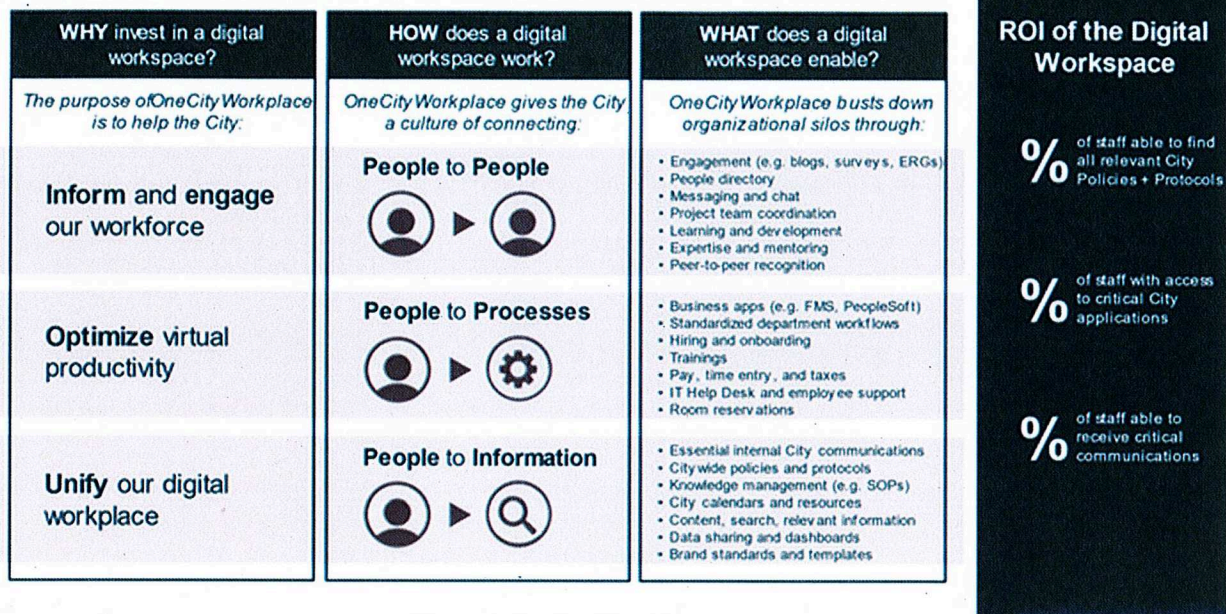 WHY invest in a digital
workspace?
The purpose ofOneCityWorkplace
is to help the City:
Inform and engage
our workforce
Optimize virtual
productivity
Unify our digital
workplace
HOW does a digital
workspace work?
OneCityWorkplace gives the City
a culture of connecting:
People to People
People to Processes
People to Information
WHAT does a digital
workspace enable?
OneCityWorkplace busts down
organizational silos through:
• Engagement (e.g. blogs, surveys, ERGs)
• People directory
• Messaging and chat
• Project team coordination
• Learning and development
• Expertise and mentoring
• Peer-to-peer recognition
• Business apps (e.g. FMS, PeopleSoft)
• Standardized department workflows
• Hiring and onboarding
• Trainings
• Pay, time entry, and taxes
• IT Help Desk and employee support
• Room reservations
• Essential internal City communications
• Citywide policies and protocols
• Knowledge management (e.g. SOPs)
• City calendars and resources
• Content, search, relevant information
• Data sharing and dashboards
• Brand standards and templates
ROI of the Digital
Workspace
% of staff able to find
all relevant City
Policies + Protocols
% of staff with access
to critical City
applications
% of staff able to
receive critical
communications